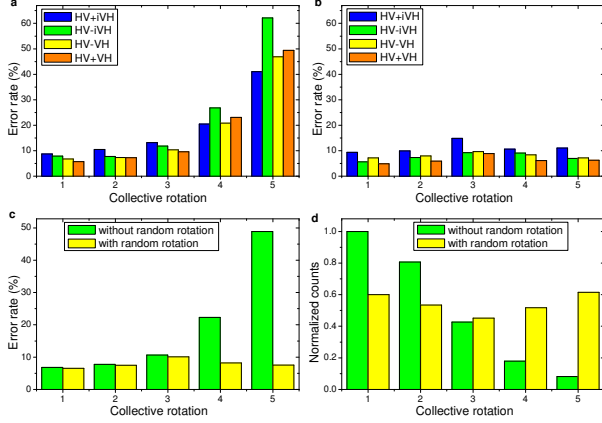 a
HV+iVH
HV-iVH
HV-VH
HV+VH
Error rate (%)
60
50
40
30
20
10
0
1 2 3 4 5
Collective rotation
b
HV+iVH
HV-iVH
HV-VH
HV+VH
Error rate (%)
60
50
40
30
20
10
0
1 2 3 4 5
Collective rotation
c
without random rotation
with random rotation
Error rate (%)
50
40
30
20
10
0
1 2 3 4 5
Collective rotation
d
without random rotation
with random rotation
Normalized counts
1.0
0.8
0.6
0.4
0.2
0.0
1 2 3 4 5
Collective rotation